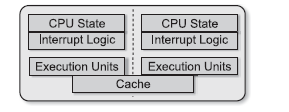 CPU State CPU State
Interrupt Logic Interrupt Logic
Execution Units Execution Units
Cache